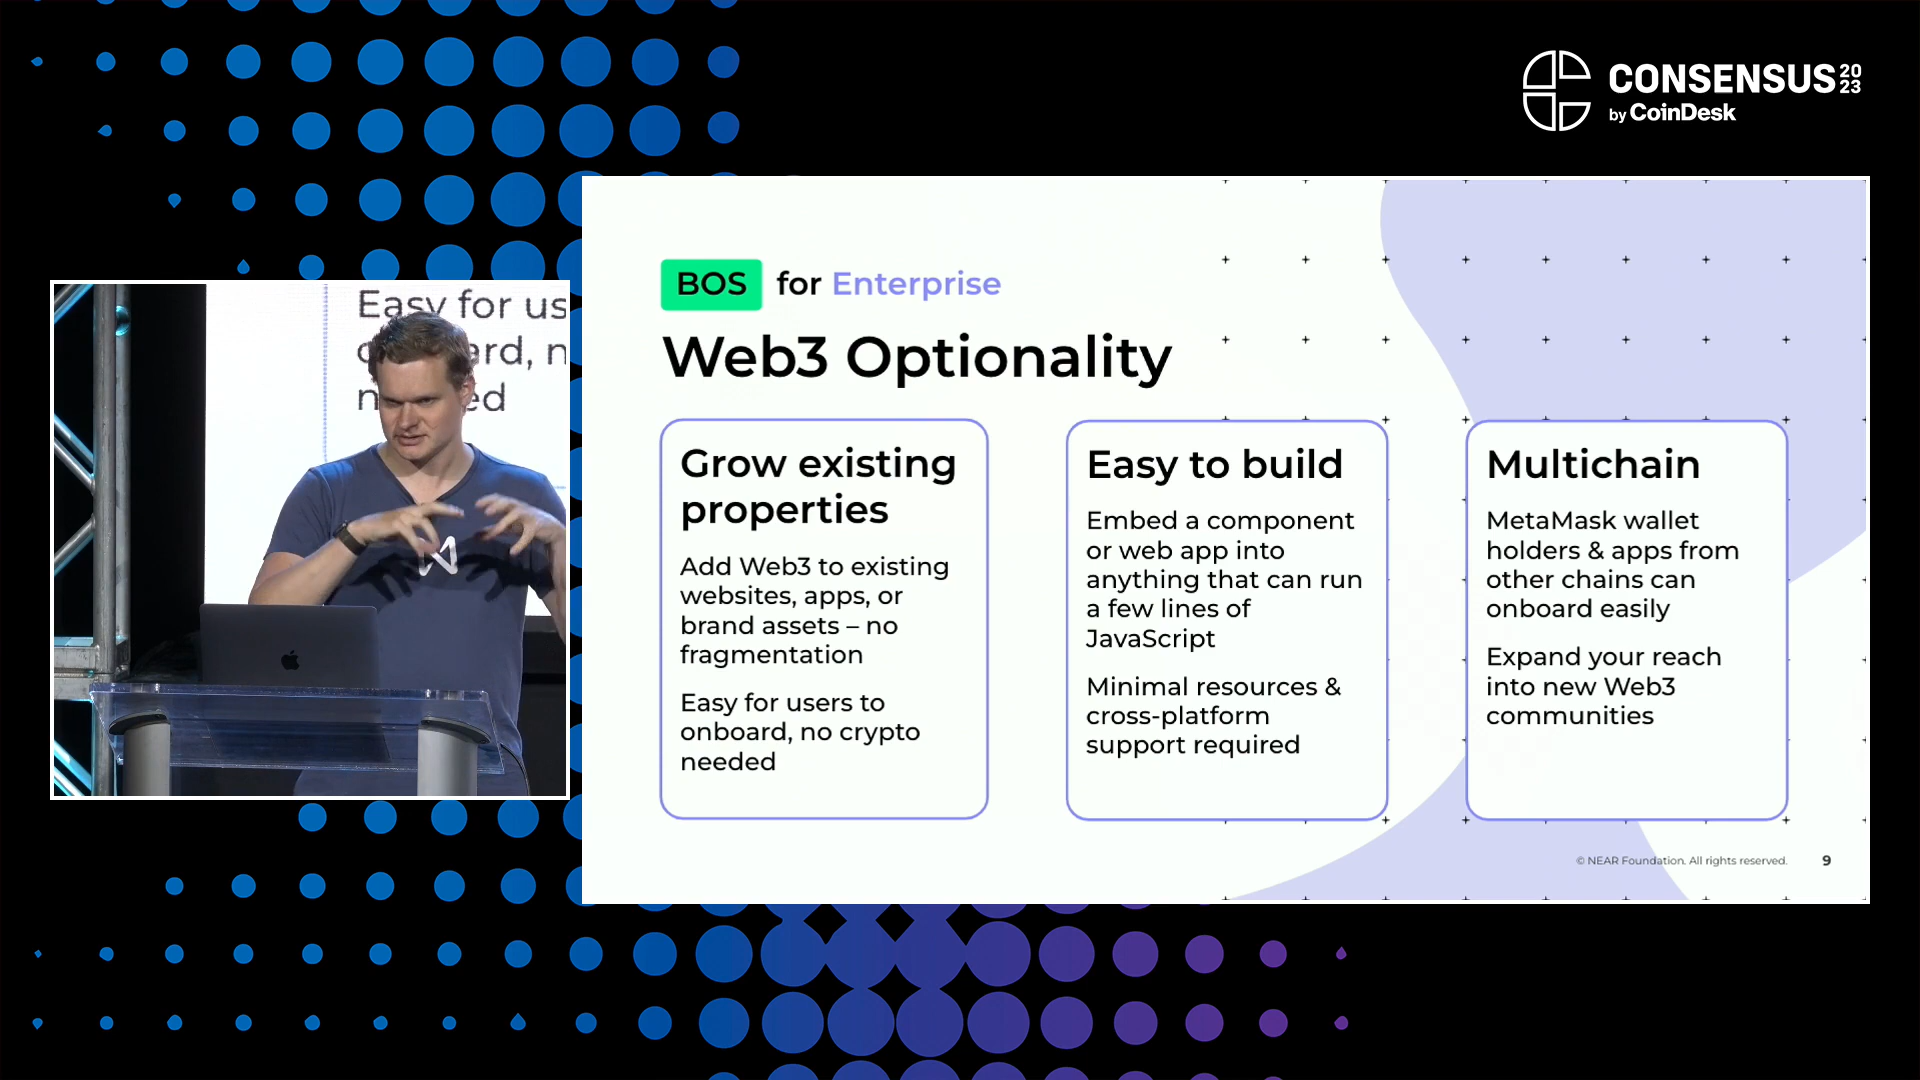 CONSENSUS 20 23
by CoinDesk
Easy for us
ard, n
n ed
BOS for Enterprise
Web3 Optionality
Grow existing
properties
Add Web3 to existing
websites, apps, or
brand assets – no
fragmentation
Easy for users to
onboard, no crypto
needed
Easy to build
Embed a component
or web app into
anything that can run
a few lines of
JavaScript
Minimal resources &
cross-platform
support required
Multichain
MetaMask wallet
holders & apps from
other chains can
onboard easily
Expand your reach
into new Web3
communities
© NEAR Foundation. All rights reserved. 9